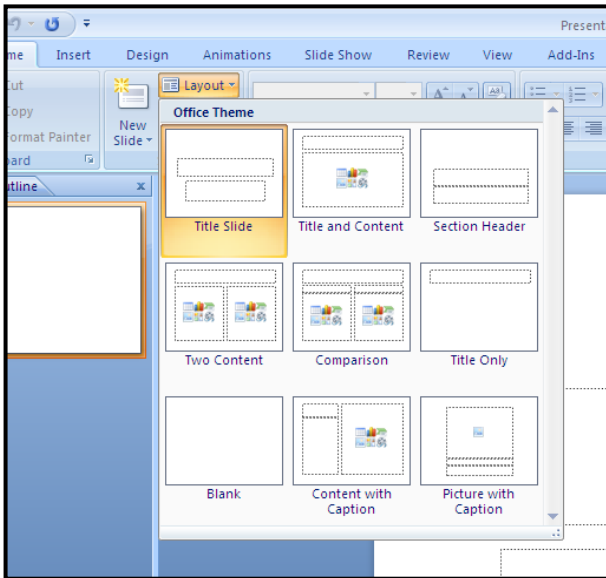 Present
me Insert Design Animations Slide Show Review View Add-Ins
Cut
Copy
Format Painter
New
Slide
Layout
Office Theme
Title Slide Title and Content Section Header
Two Content Comparison Title Only
Blank Content with
Caption Picture with
Caption
oard
utline x